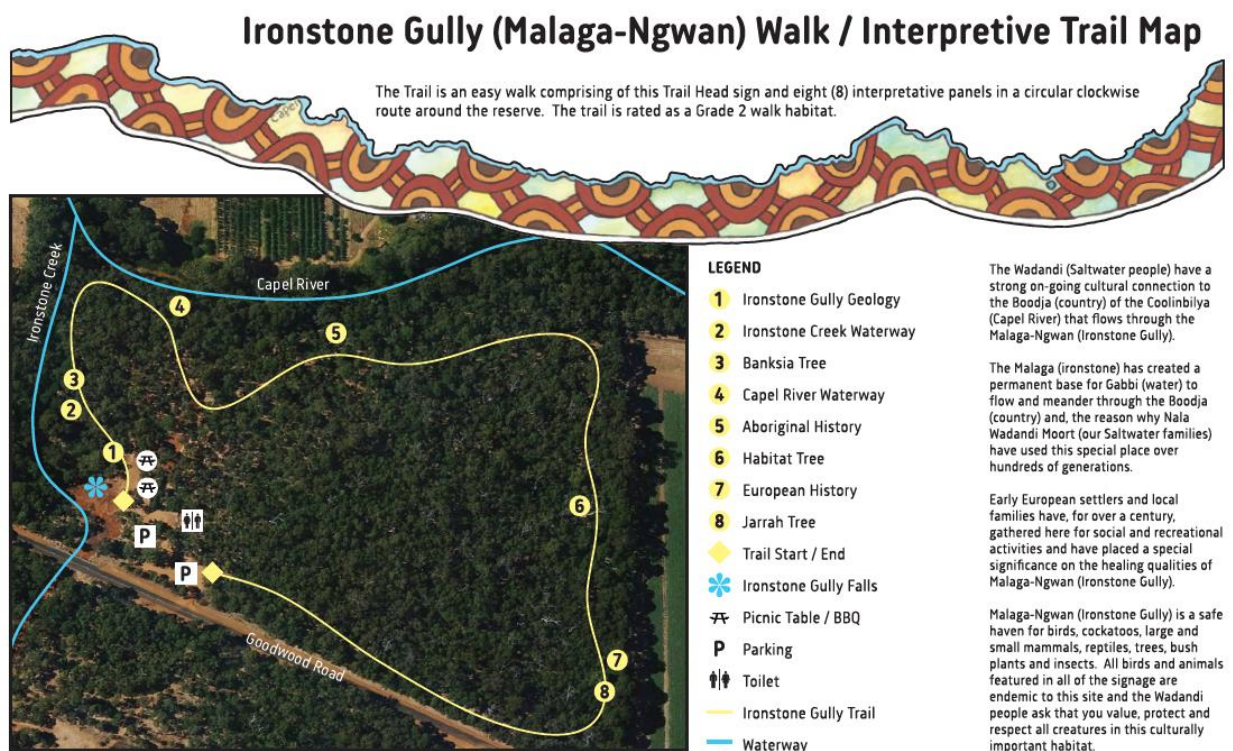 Ironstone Gully (Malaga-Ngwan) Walk / Interpretive Trail Map
The Trail is an easy walk comprising of this Trail Head sign and eight (8) interpretative panels in a circular clockwise
route around the reserve. The trail is rated as a Grade 2 walk habitat.
Capel
Ironstone Creek
Capel River
4
5
3
2
1
6
P
P
7
8
Goodwood Road
LEGEND
1 Ironstone Gully Geology
2 Ironstone Creek Waterway
3 Banksia Tree
4 Capel River Waterway
5 Aboriginal History
6 Habitat Tree
7 European History
8 Jarrah Tree
Trail Start / End
Ironstone Gully Falls
Picnic Table / BBQ
P Parking
Toilet
Ironstone Gully Trail
Waterway
The Wadandi (Saltwater people) have a
strong on-going cultural connection to
the Boodja (country) of the Coolinbilya
(Capel River) that flows through the
Malaga-Ngwan (Ironstone Gully).
The Malaga (ironstone) has created a
permanent base for Gabbi (water) to
flow and meander through the Boodja
(country) and, the reason why Nala
Wadandi Moort (our Saltwater families)
have used this special place over
hundreds of generations.
Early European settlers and local
families have, for over a century,
gathered here for social and recreational
activities and have placed a special
significance on the healing qualities of
Malaga-Ngwan (Ironstone Gully).
Malaga-Ngwan (Ironstone Gully) is a safe
haven for birds, cockatoos, large and
small mammals, reptiles, trees, bush
plants and insects. All birds and animals
featured in all of the signage are
endemic to this site and the Wadandi
people ask that you value, protect and
respect all creatures in this culturally
important habitat.